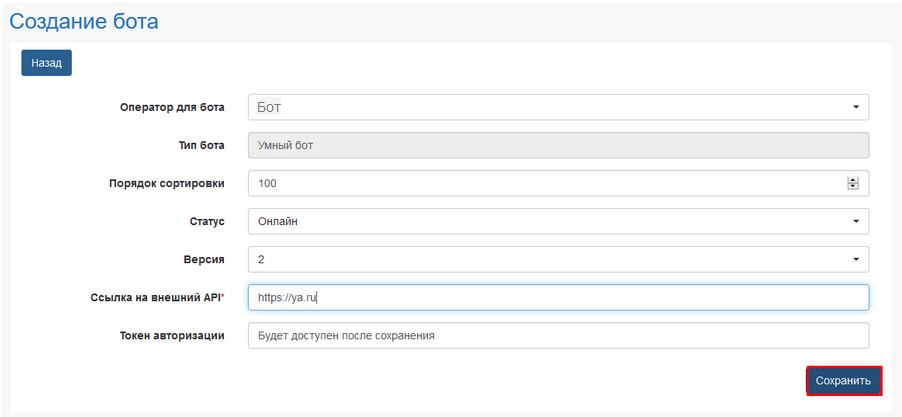 Создание бота
Назад
Оператор для бота Бот
Тип бота Умный бот
Порядок сортировки 100
Статус Онлайн
Версия 2
Ссылка на внешний API* https://ya.ru
Токен авторизации Будет доступен после сохранения
Сохранить